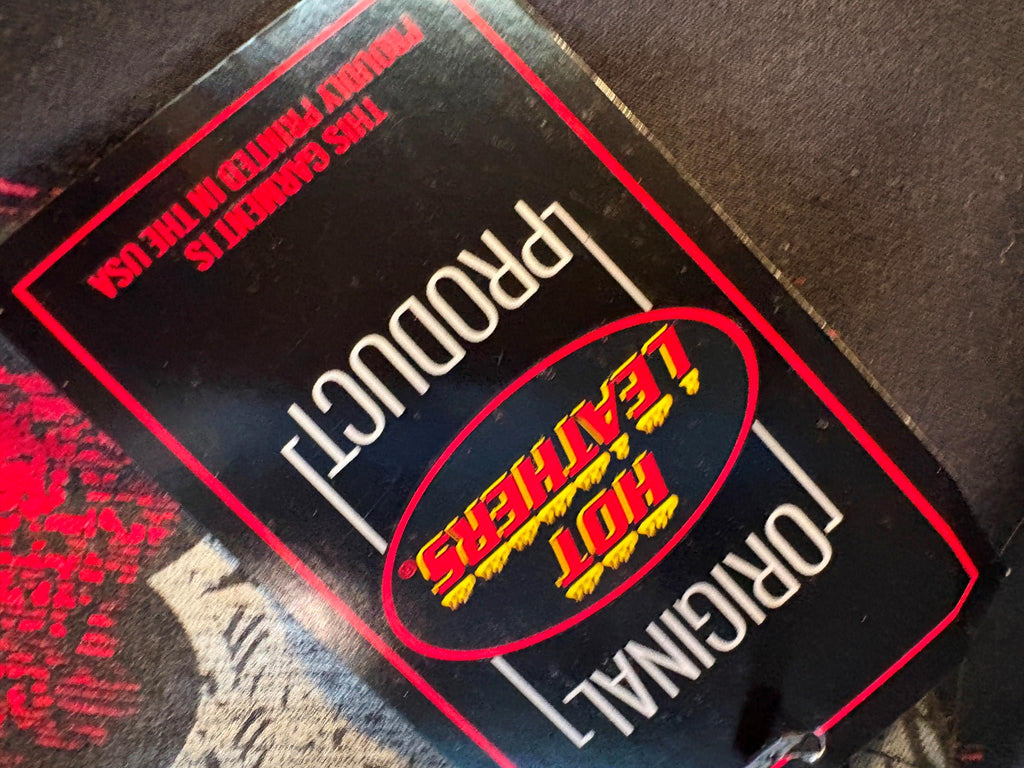 [ORIGINAL]
HOT
LEATHERS®
[PRODUCT]
THIS GARMENT IS
PROUDLY PRINTED IN THE USA